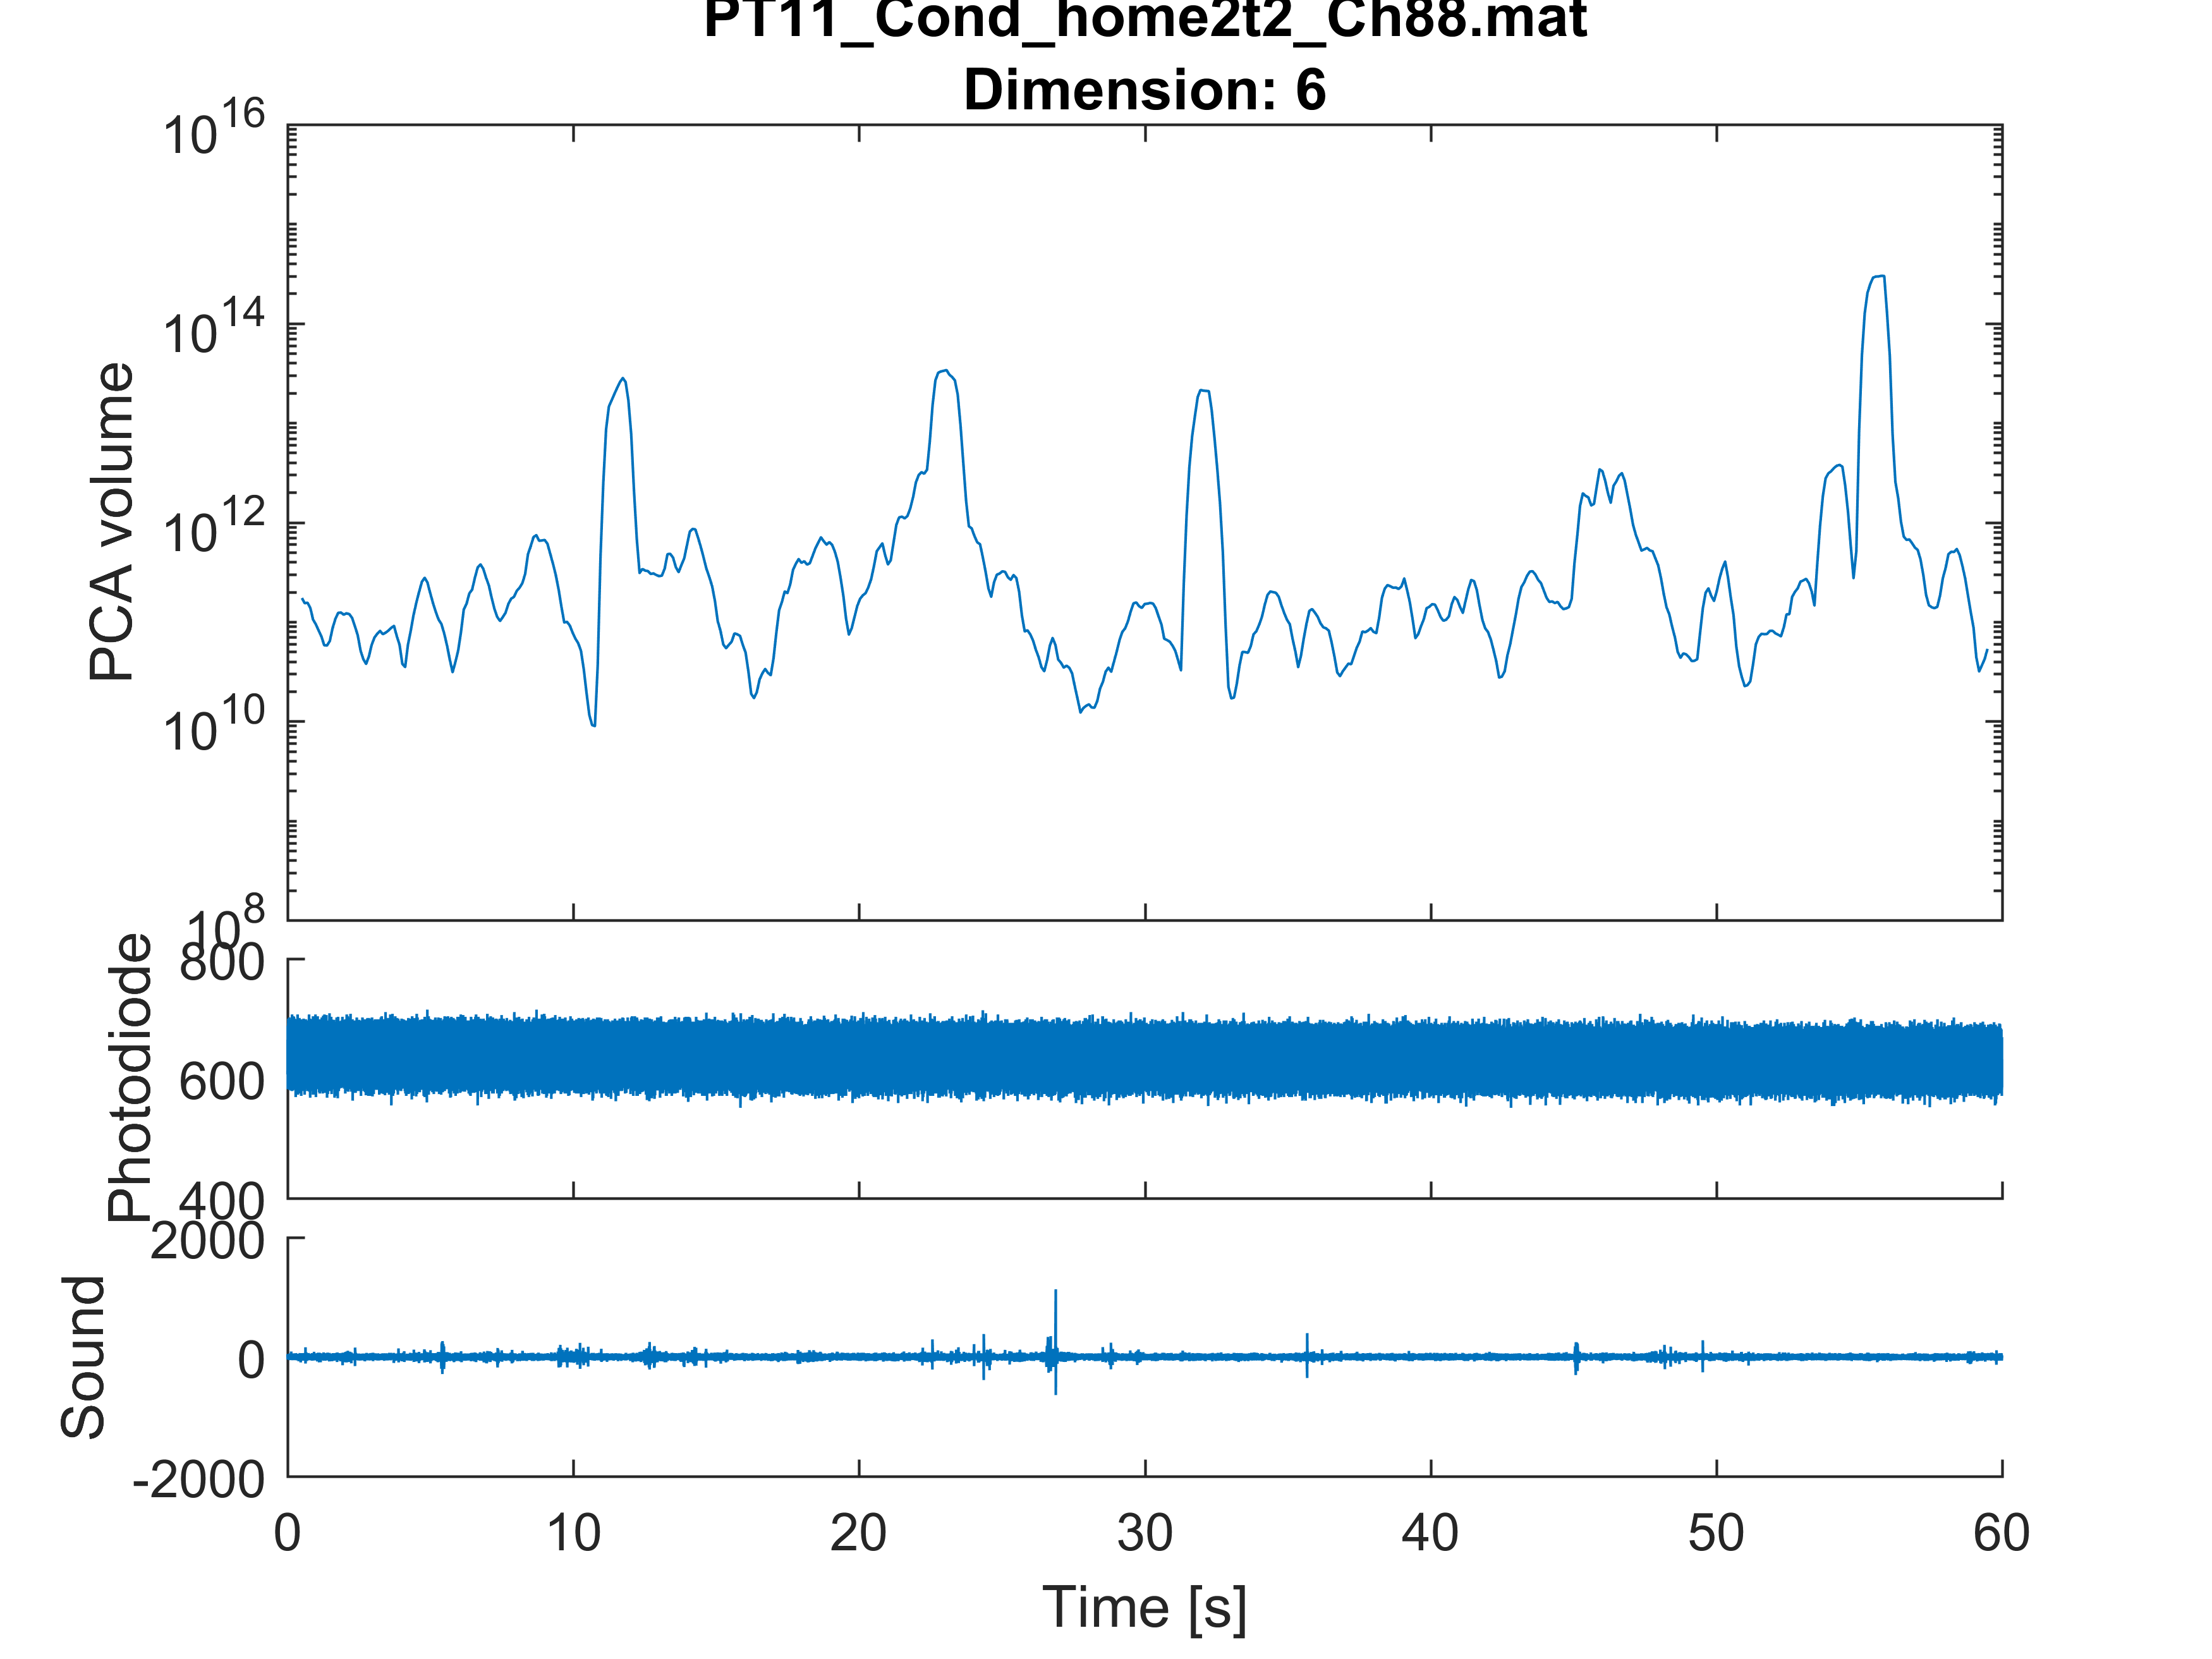 PT11_Cond_home2t2_Ch88.mat
Dimension: 6
10^16
10^14
10^12
10^10
10^8
PCA volume
800
600
400
Photodiode
2000
0
-2000
Sound
0 10 20 30 40 50 60
Time [s]